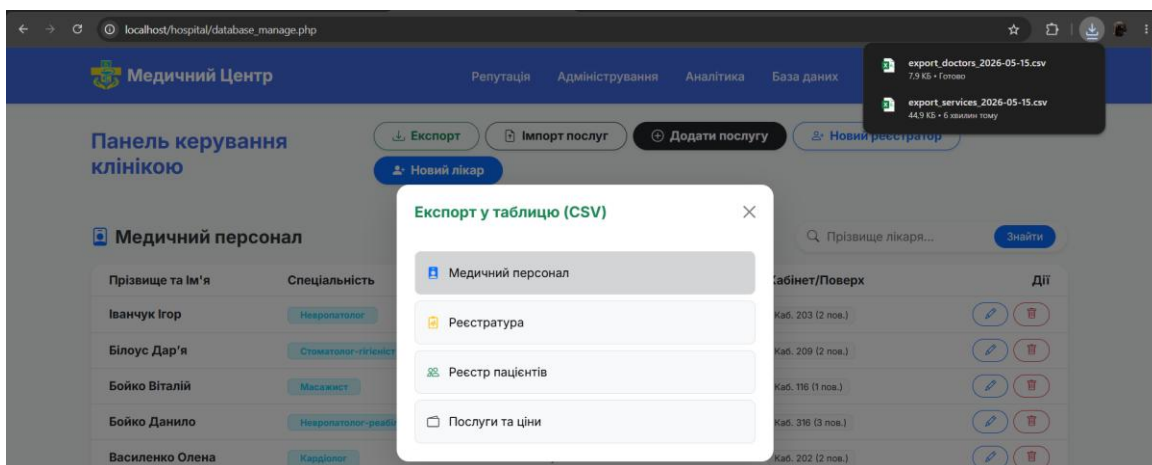 localhost/hospital/database_manage.php
Медичний Центр
Репутація Адміністрування Аналітика База даних
export_doctors_2026-05-15.csv
7,9 КБ • Готово
export_services_2026-05-15.csv
44,9 КБ • 6 хвилин тому
Панель керування
клінікою
Експорт Імпорт послуг Додати послугу Новий реєстратор
Новий лікар
Експорт у таблицю (CSV)
Медичний персонал
Реєстратура
Реєстр пацієнтів
Послуги та ціни
Медичний персонал
Прізвище лікаря... Знайти
Прізвище та Ім'я Спеціальність Кабінет/Поверх Дії
Іванчук Ігор Невропатолог Каб. 203 (2 пов.)
Білоус Дар'я Стоматолог-гігієніст Каб. 209 (2 пов.)
Бойко Віталій Масажист Каб. 116 (1 пов.)
Бойко Данило Невропатолог-реабіл Каб. 316 (3 пов.)
Василенко Олена Кардіолог Каб. 202 (2 пов.)